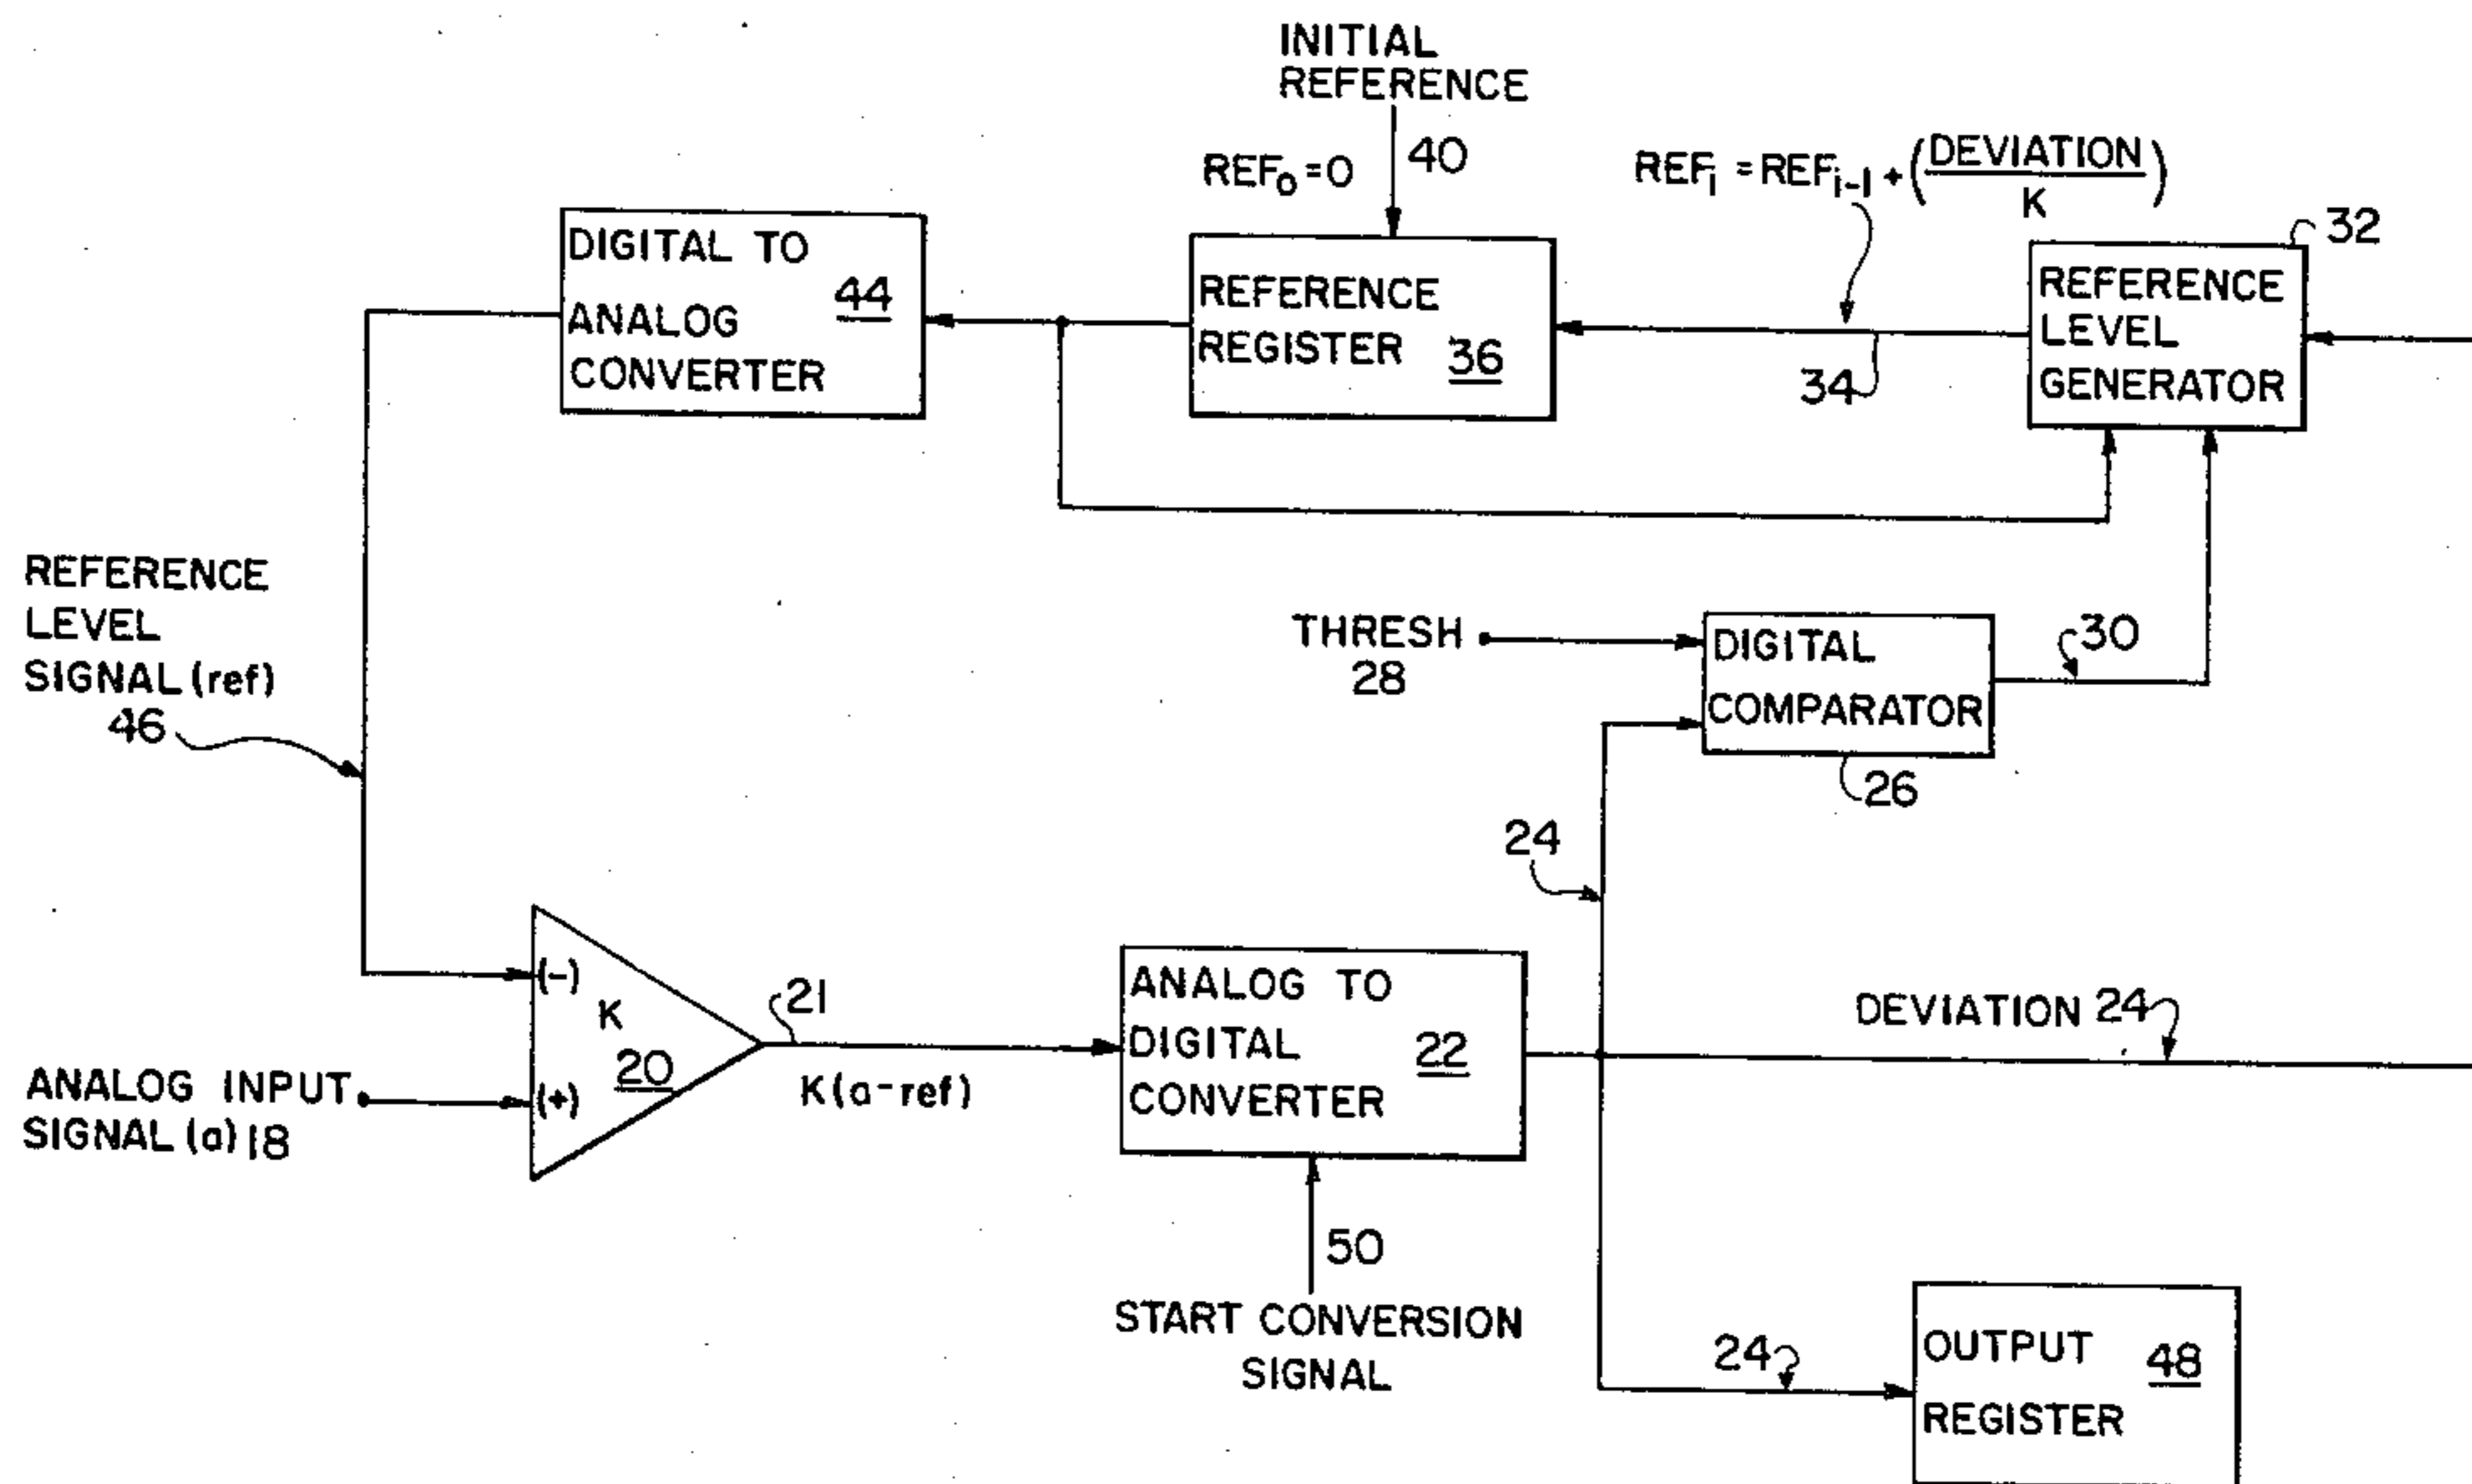 INITIAL
REFERENCE
REF₀ = 0
40
REFᵢ = REFᵢ₋₁ + (DEVIATION / K)
32
DIGITAL TO
ANALOG
CONVERTER
44
REFERENCE
REGISTER 36
34
REFERENCE
LEVEL
GENERATOR
REFERENCE
LEVEL
SIGNAL (ref)
46
THRESH
28
DIGITAL
COMPARATOR
30
26
24
(-)
K
20
(+)
21
K(a-ref)
ANALOG INPUT
SIGNAL (a) 18
ANALOG TO
DIGITAL
CONVERTER
22
DEVIATION 24
50
START CONVERSION
SIGNAL
24
OUTPUT
REGISTER
48